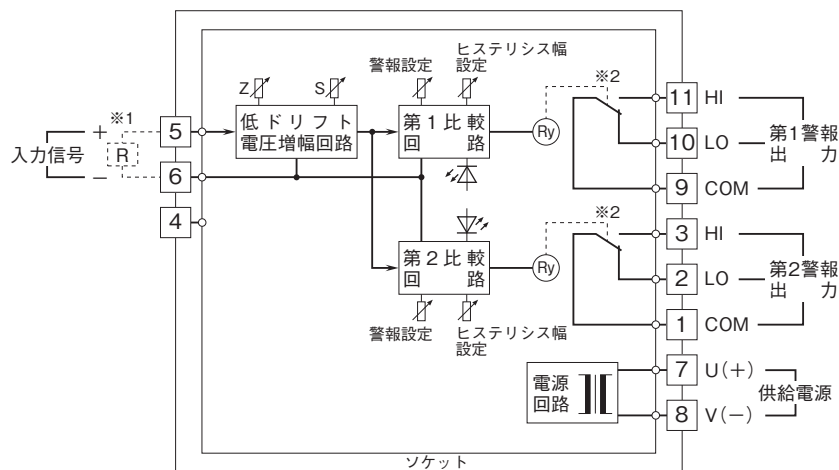 ヒステリシス幅
設定
警報設定
Z
S
※1
※2
入力信号
+
−
R
5
6
4
低ドリフト
電圧増幅回路
第1比較
回 路
Ry
11 HI
10 LO
9 COM
第1警報
出 力
※2
第2比較
回 路
Ry
3 HI
2 LO
1 COM
第2警報
出 力
警報設定
ヒステリシス幅
設定
電源
回路
7 U(+)
8 V(−)
供給電源
ソケット